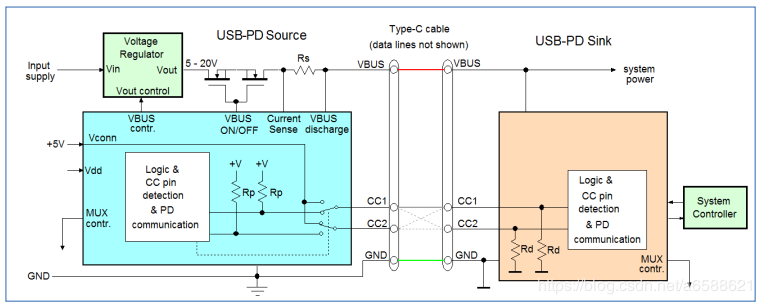 USB-PD Source
Type-C cable
(data lines not shown)
USB-PD Sink
Voltage
Regulator
Vin
Vout
Vout control
Input
supply
5 - 20V
Rs
VBUS
VBUS
VBUS
system
power
VBUS
contr.
VBUS
ON/OFF
Current
Sense
VBUS
discharge
+5V
Vconn
Vdd
MUX
contr.
Logic &
CC pin
detection
& PD
communication
+V
+V
Rp
Rp
CC1
CC2
GND
CC1
CC2
GND
GND
Logic &
CC pin
detection
& PD
communication
Rd
Rd
MUX
contr.
System
Controller